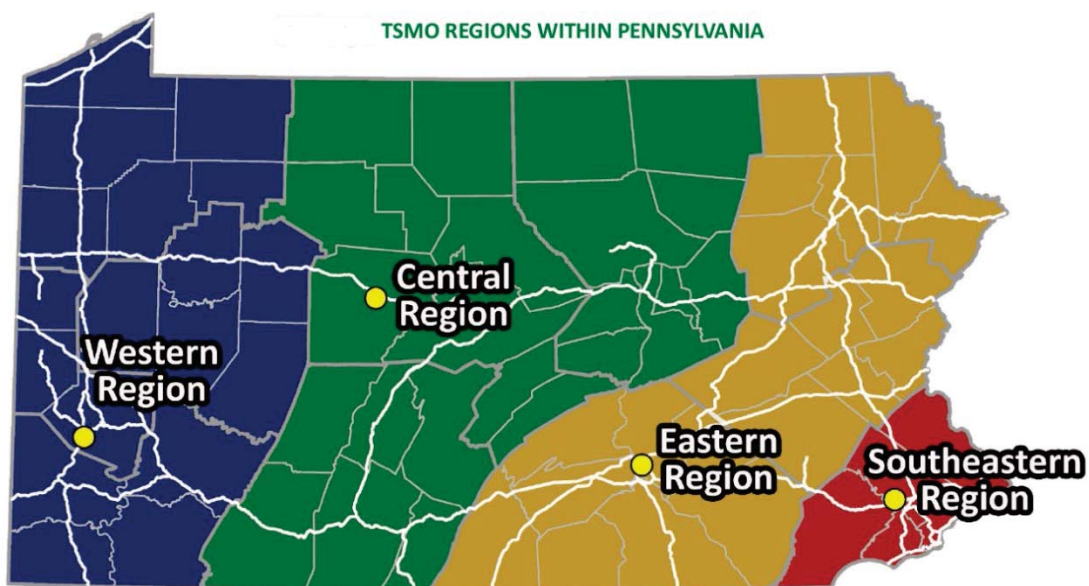 TSMO REGIONS WITHIN PENNSYLVANIA
Central
Region
Western
Region
Eastern
Region
Southeastern
Region